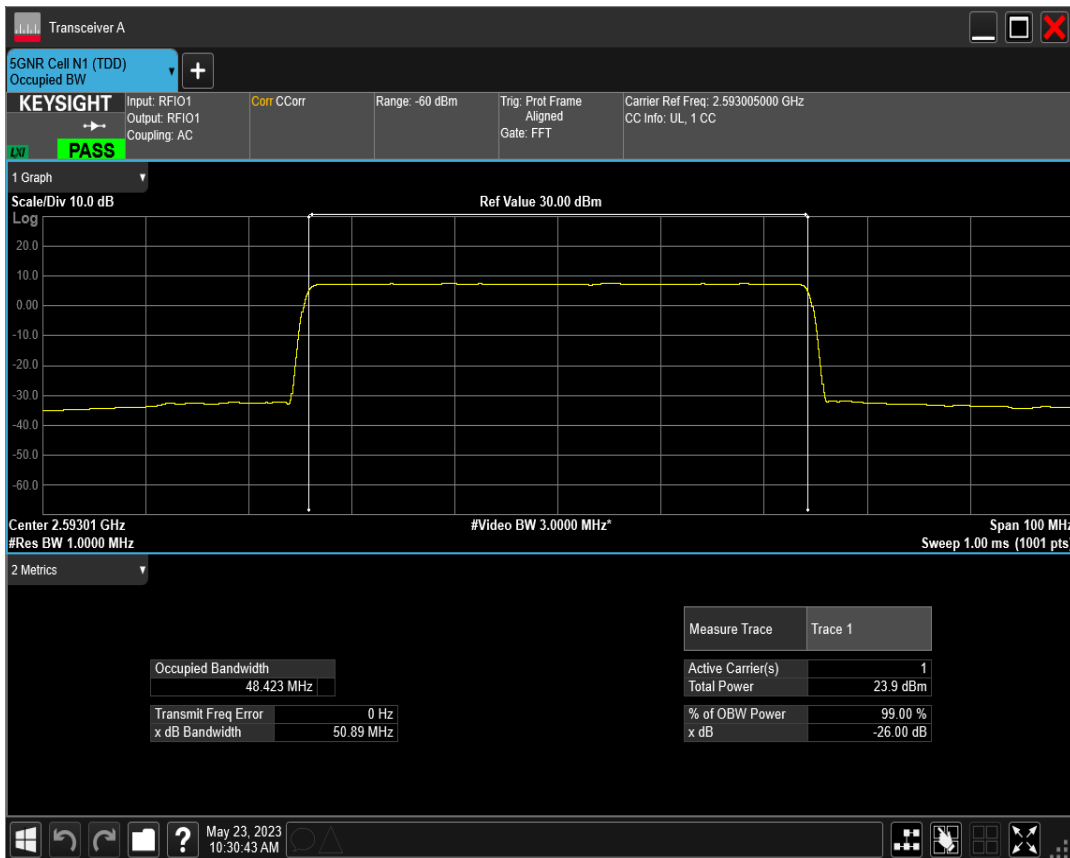 Transceiver A
5GNR Cell N1 (TDD)
Occupied BW
+
KEYSIGHT
LXI
PASS
Input: RFIO1
Output: RFIO1
Coupling: AC
Corr CCorr
Range: -60 dBm
Trig: Prot Frame
Aligned
Gate: FFT
Carrier Ref Freq: 2.593005000 GHz
CC Info: UL, 1 CC
1 Graph
Scale/Div 10.0 dB
Ref Value 30.00 dBm
Log
20.0
10.0
0.00
-10.0
-20.0
-30.0
-40.0
-50.0
-60.0
Center 2.59301 GHz
#Video BW 3.0000 MHz*
Span 100 MHz
#Res BW 1.0000 MHz
Sweep 1.00 ms (1001 pts)
2 Metrics
Measure Trace Trace 1
Occupied Bandwidth
48.423 MHz
Active Carrier(s) 1
Total Power 23.9 dBm
Transmit Freq Error 0 Hz
x dB Bandwidth 50.89 MHz
% of OBW Power 99.00 %
x dB -26.00 dB
?
May 23, 2023
10:30:43 AM